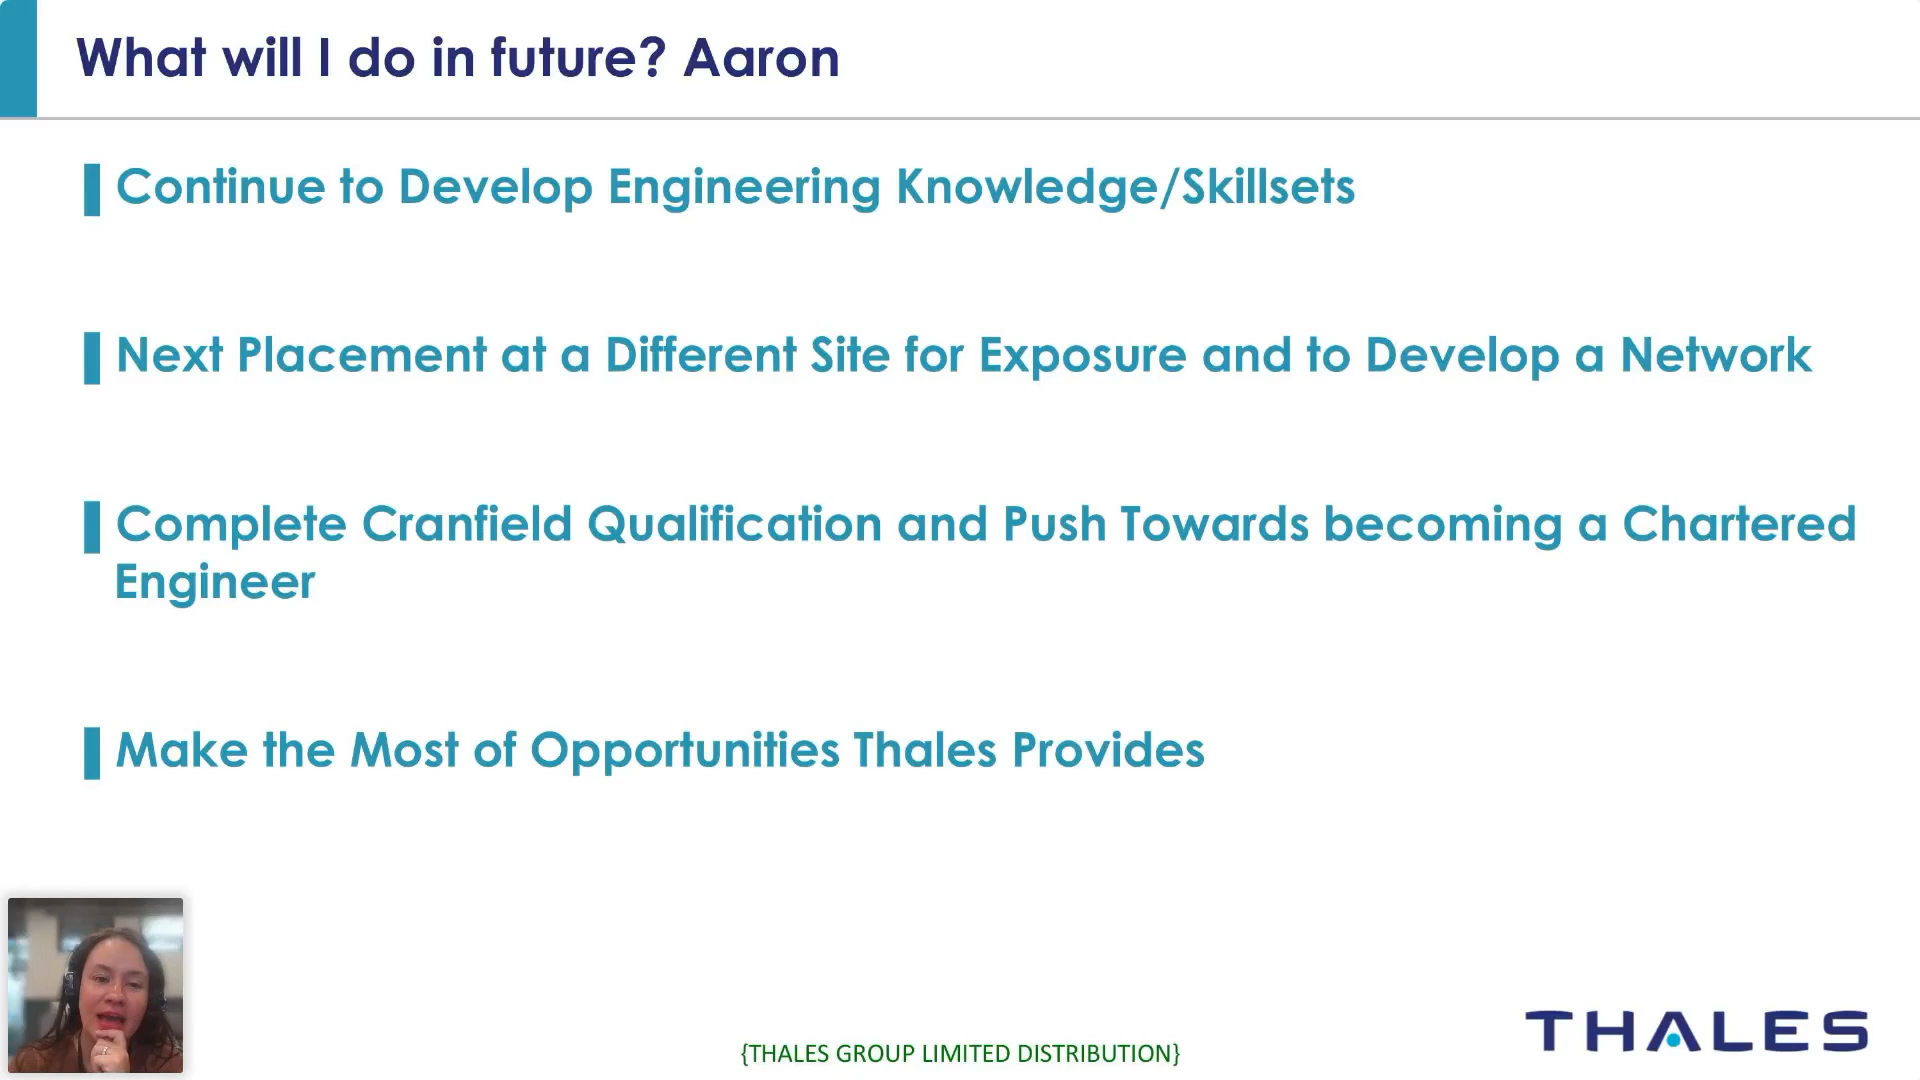 What will I do in future? Aaron
Continue to Develop Engineering Knowledge/Skillsets
Next Placement at a Different Site for Exposure and to Develop a Network
Complete Cranfield Qualification and Push Towards becoming a Chartered
Engineer
Make the Most of Opportunities Thales Provides
{THALES GROUP LIMITED DISTRIBUTION}
THALES